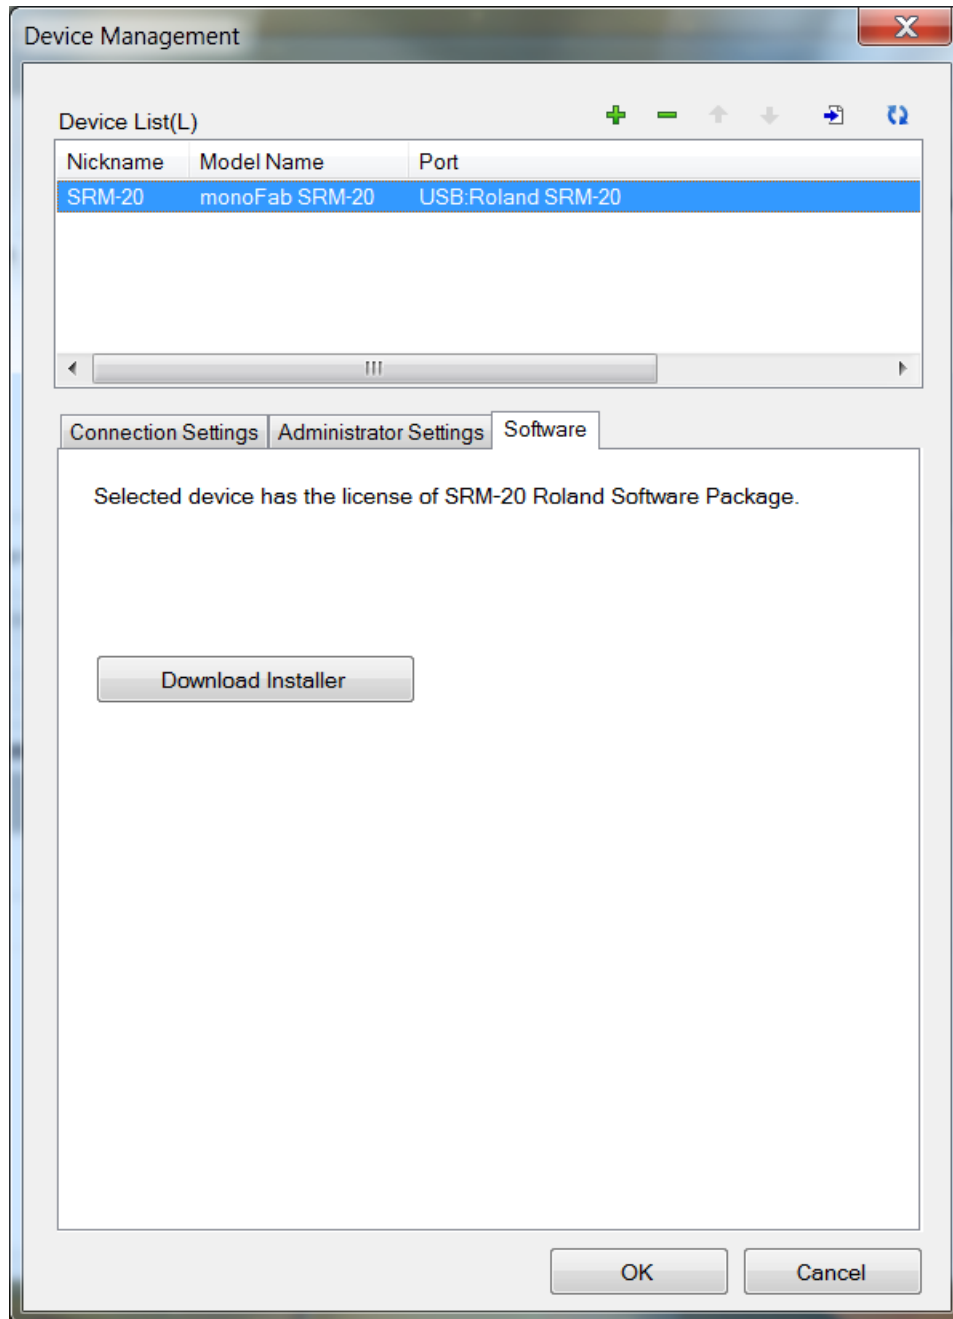 Device Management
Device List(L)
Nickname Model Name Port
SRM-20 monoFab SRM-20 USB:Roland SRM-20
Connection Settings Administrator Settings Software
Selected device has the license of SRM-20 Roland Software Package.
Download Installer
OK Cancel